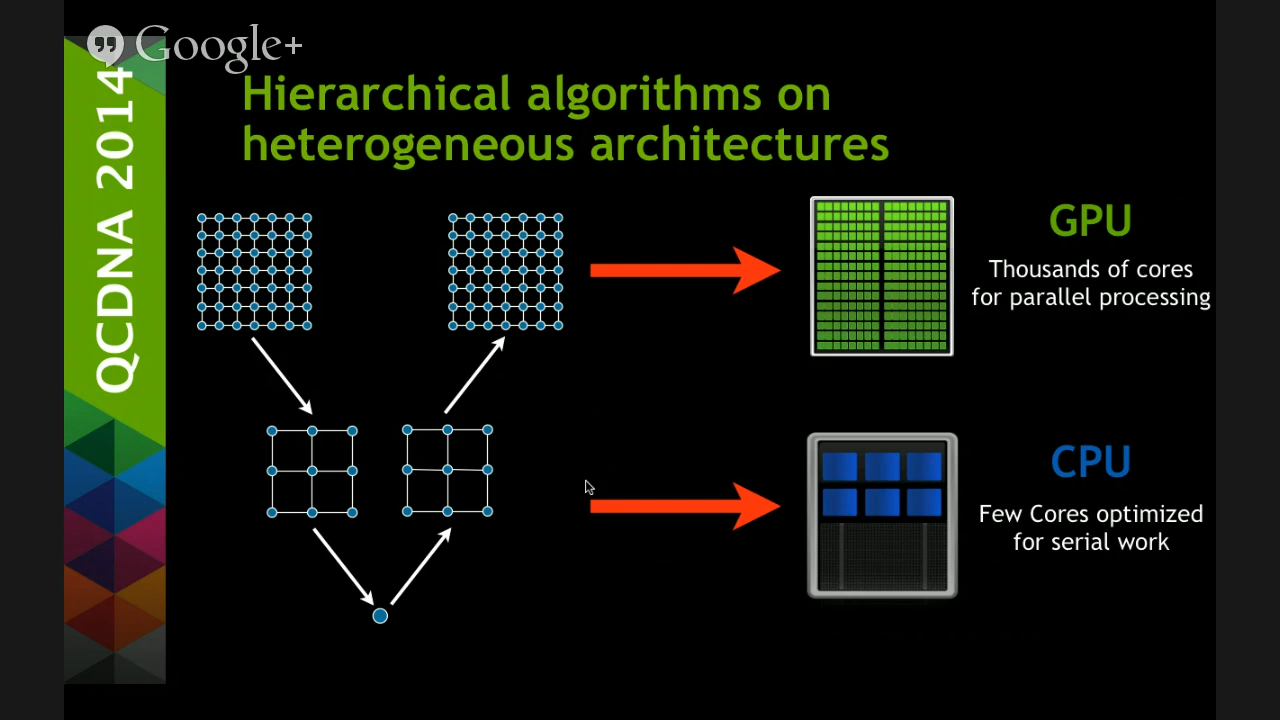 Google+
QCDNA 2014
Hierarchical algorithms on
heterogeneous architectures
GPU
Thousands of cores
for parallel processing
CPU
Few Cores optimized
for serial work